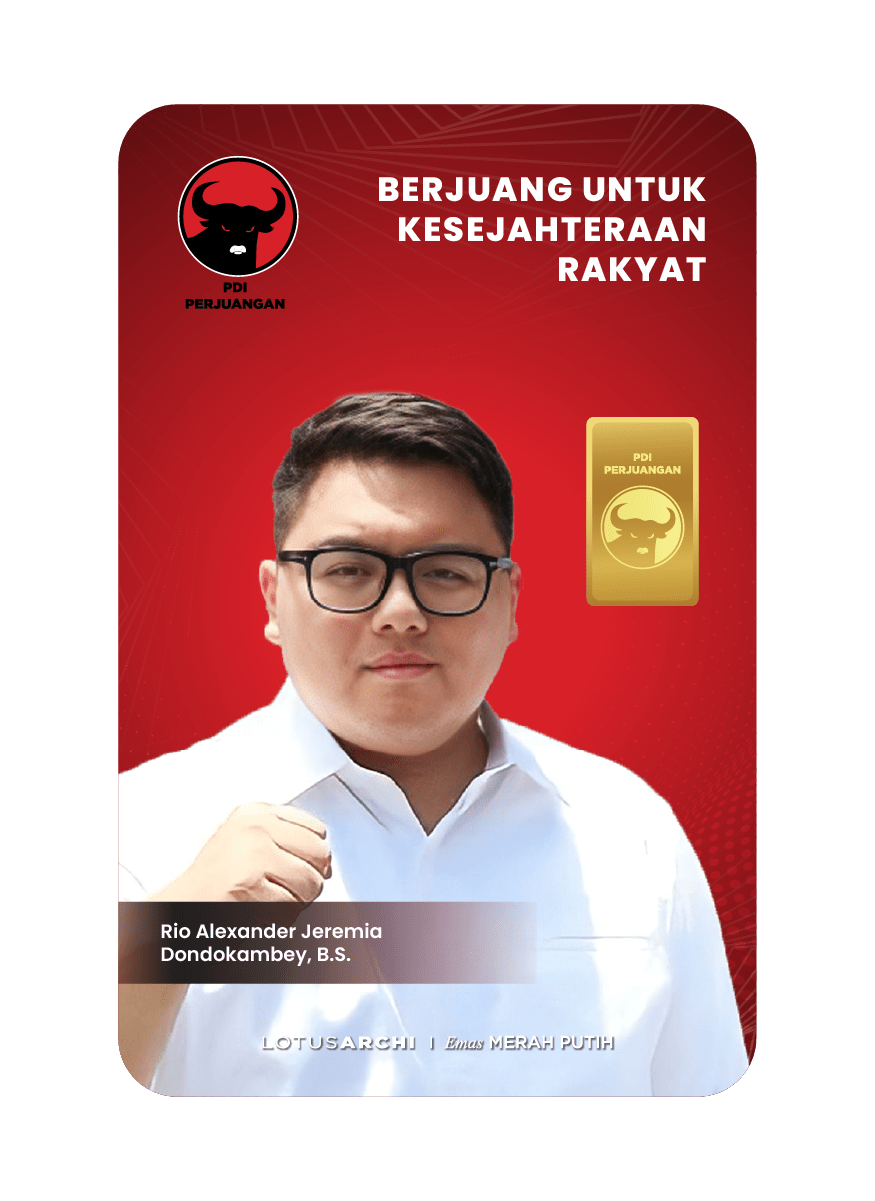 PDI
PERJUANGAN
BERJUANG UNTUK
KESEJAHTERAAN
RAKYAT
PDI
PERJUANGAN
Rio Alexander Jeremia
Dondokambey, B.S.
LOTUSARCHI | Emas MERAH PUTIH